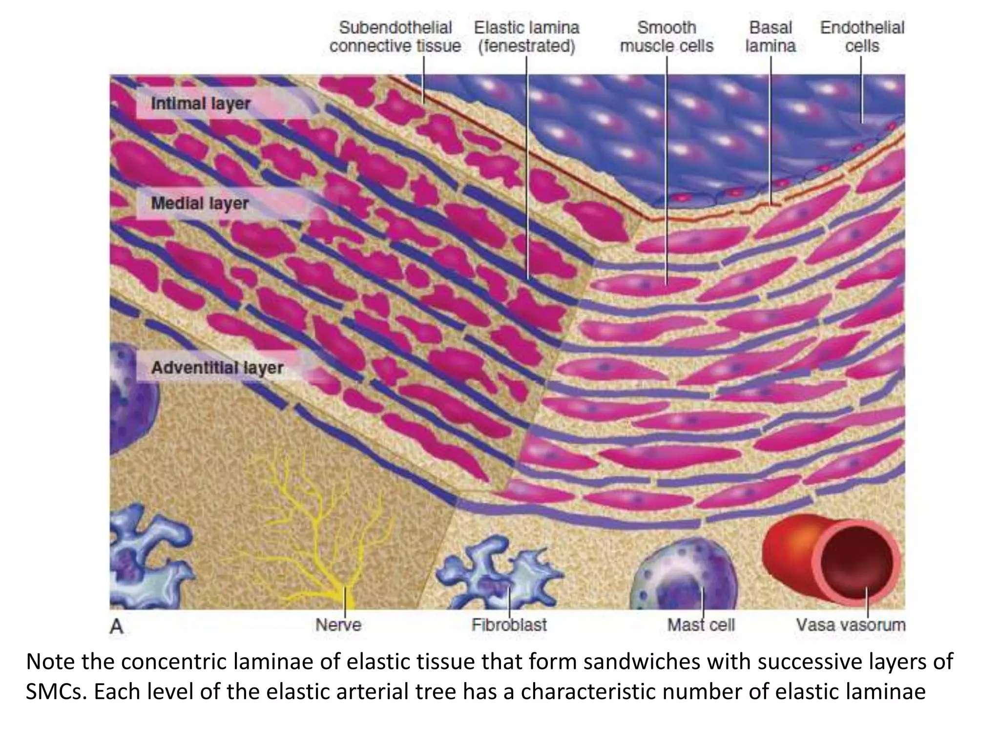 Subendothelial
connective tissue
Elastic lamina
(fenestrated)
Smooth
muscle cells
Basal
lamina
Endothelial
cells
Intimal layer
Medial layer
Adventitial layer
A
Nerve
Fibroblast
Mast cell
Vasa vasorum
Note the concentric laminae of elastic tissue that form sandwiches with successive layers of
SMCs. Each level of the elastic arterial tree has a characteristic number of elastic laminae